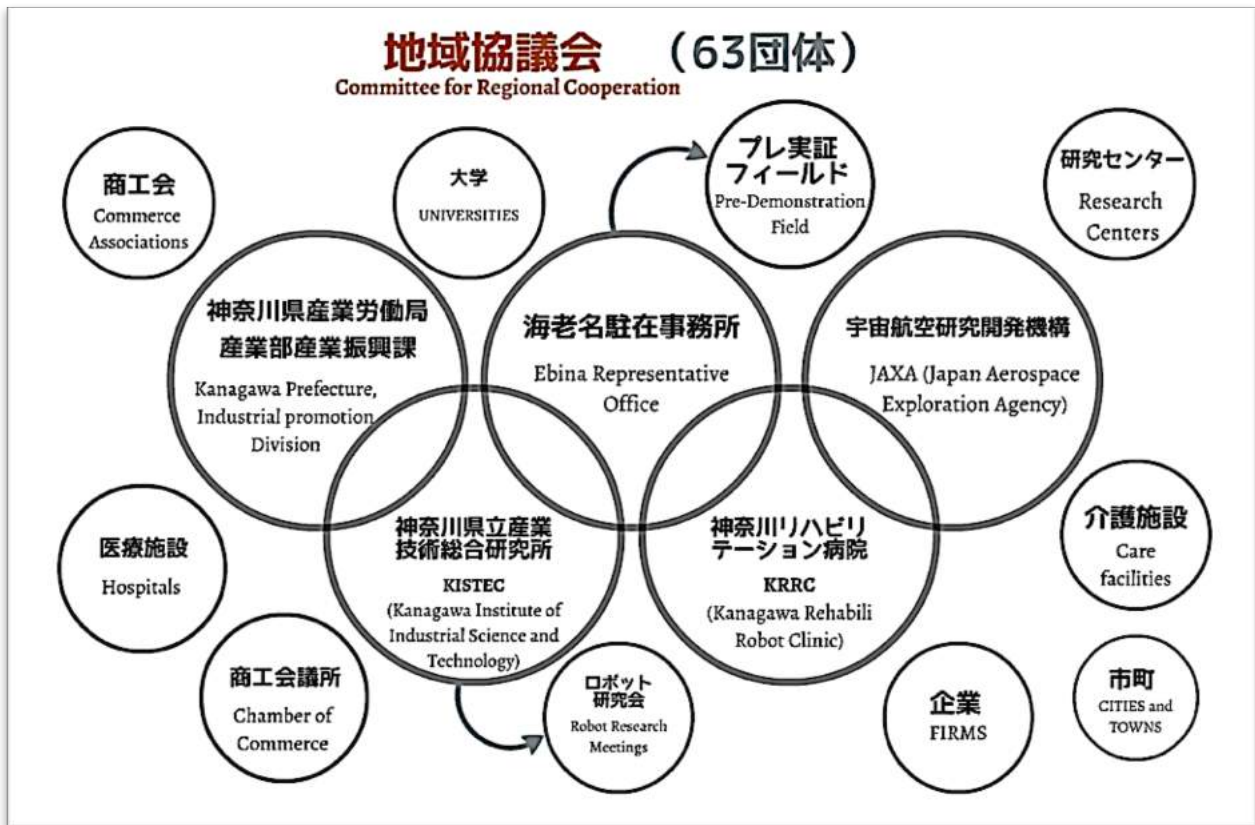 地域協議会 (63団体)
Committee for Regional Cooperation
商工会
Commerce
Associations
大学
UNIVERSITIES
プレ実証
フィールド
Pre-Demonstration
Field
研究センター
Research
Centers
神奈川県産業労働局
産業部産業振興課
Kanagawa Prefecture,
Industrial promotion
Division
海老名駐在事務所
Ebina Representative
Office
宇宙航空研究開発機構
JAXA (Japan Aerospace
Exploration Agency)
医療施設
Hospitals
神奈川県立産業
技術総合研究所
KISTEC
(Kanagawa Institute of
Industrial Science and
Technology)
神奈川リハビリ
テーション病院
KRRC
(Kanagawa Rehabili
Robot Clinic)
介護施設
Care
facilities
商工会議所
Chamber of
Commerce
ロボット
研究会
Robot Research
Meetings
企業
FIRMS
市町
CITIES and
TOWNS